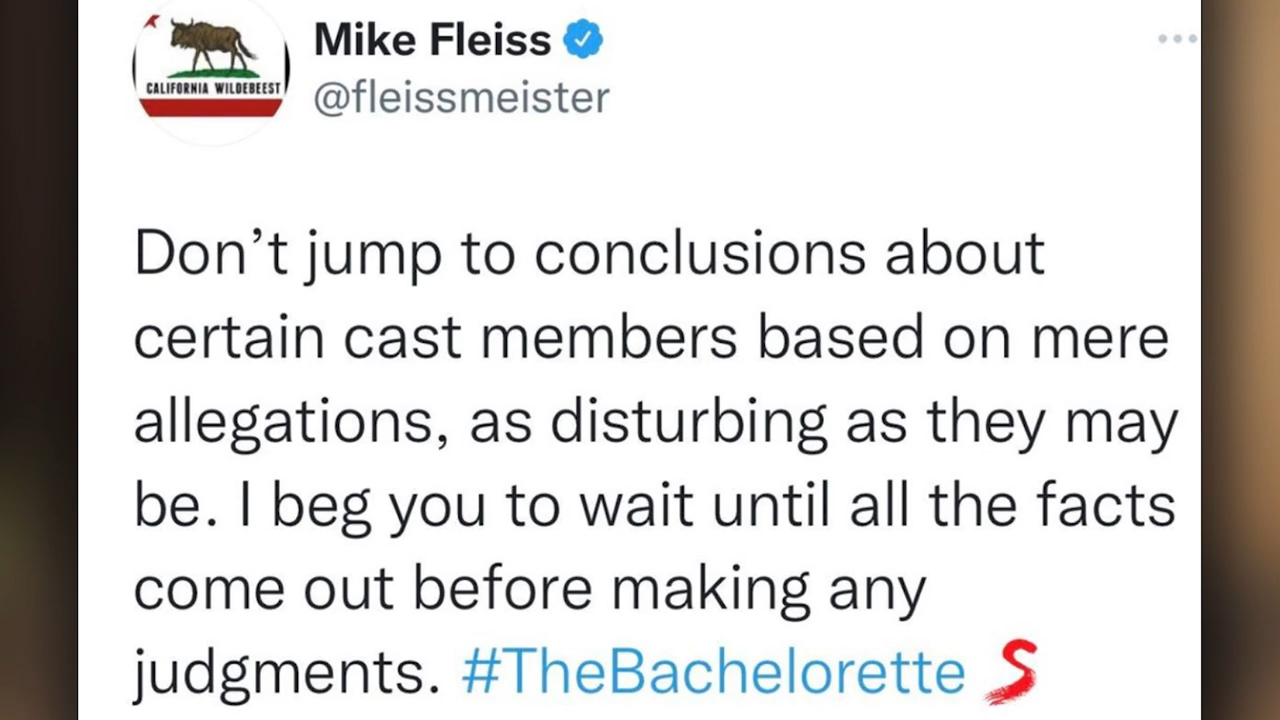 CALIFORNIA WILDEBEEST
Mike Fleiss
@fleissmeister
Don’t jump to conclusions about
certain cast members based on mere
allegations, as disturbing as they may
be. I beg you to wait until all the facts
come out before making any
judgments. #TheBachelorette S